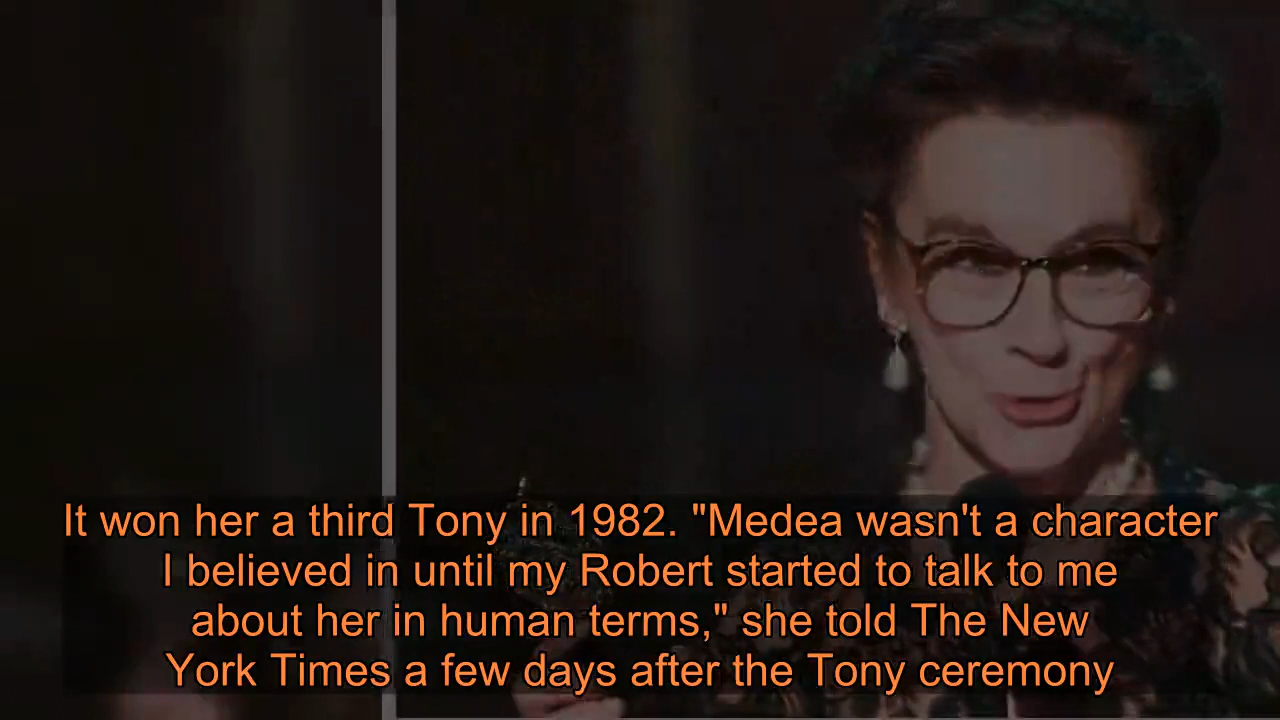 It won her a third Tony in 1982. "Medea wasn't a character
I believed in until my Robert started to talk to me
about her in human terms," she told The New
York Times a few days after the Tony ceremony